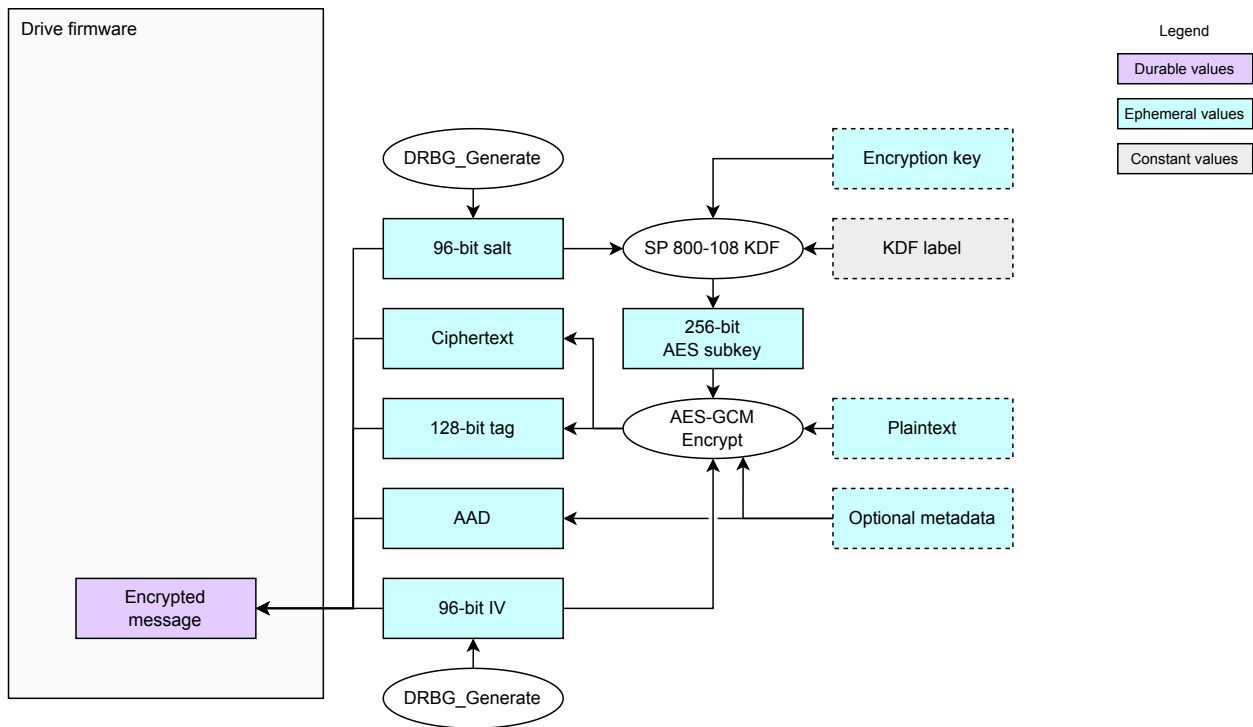 Drive firmware
Legend
Durable values
Ephemeral values
Constant values
DRBG_Generate
Encryption key
96-bit salt
SP 800-108 KDF
KDF label
Ciphertext
256-bit
AES subkey
128-bit tag
AES-GCM
Encrypt
Plaintext
AAD
Optional metadata
Encrypted
message
96-bit IV
DRBG_Generate